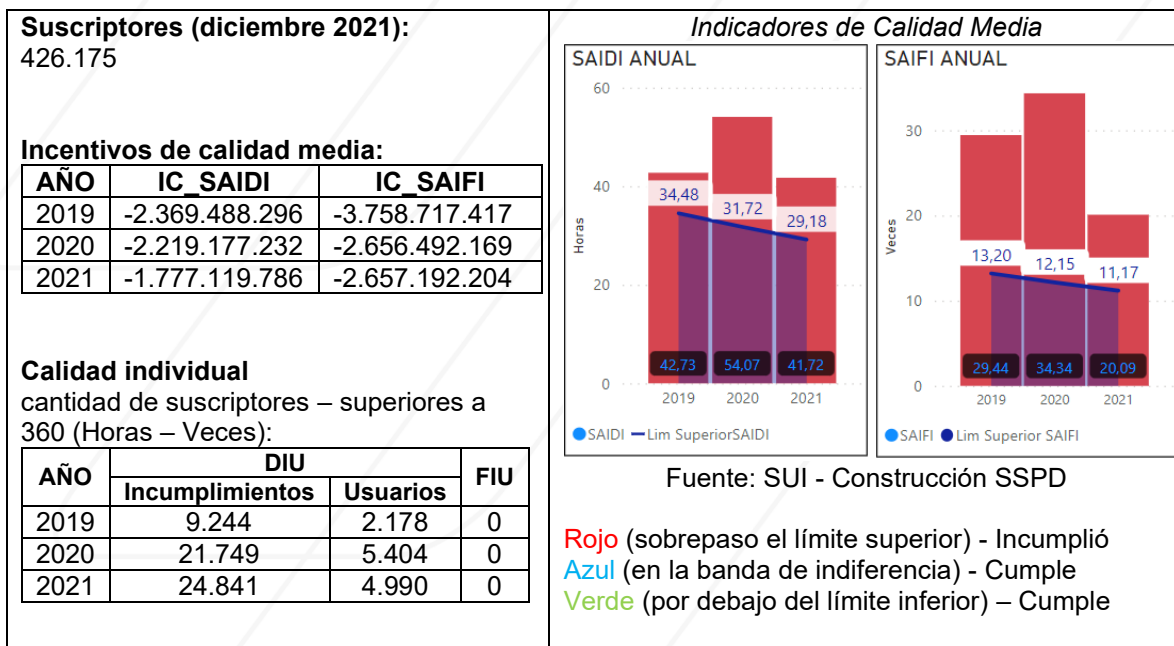 Suscriptores (diciembre 2021):
426.175
Incentivos de calidad media:
AÑO IC_SAIDI IC_SAIFI
2019 -2.369.488.296 -3.758.717.417
2020 -2.219.177.232 -2.656.492.169
2021 -1.777.119.786 -2.657.192.204
Calidad individual
cantidad de suscriptores – superiores a
360 (Horas – Veces):
AÑO DIU FIU
Incumplimientos Usuarios
2019 9.244 2.178 0
2020 21.749 5.404 0
2021 24.841 4.990 0
Indicadores de Calidad Media
SAIDI ANUAL
60
40
20
0
Horas
34,48
31,72
29,18
42,73 54,07 41,72
2019 2020 2021
SAIDI Lim SuperiorSAIDI
SAIFI ANUAL
30
20
10
0
Veces
13,20
12,15
11,17
29,44 34,34 20,09
2019 2020 2021
SAIFI Lim Superior SAIFI
Fuente: SUI - Construcción SSPD
Rojo (sobrepaso el límite superior) - Incumplió
Azul (en la banda de indiferencia) - Cumple
Verde (por debajo del límite inferior) – Cumple